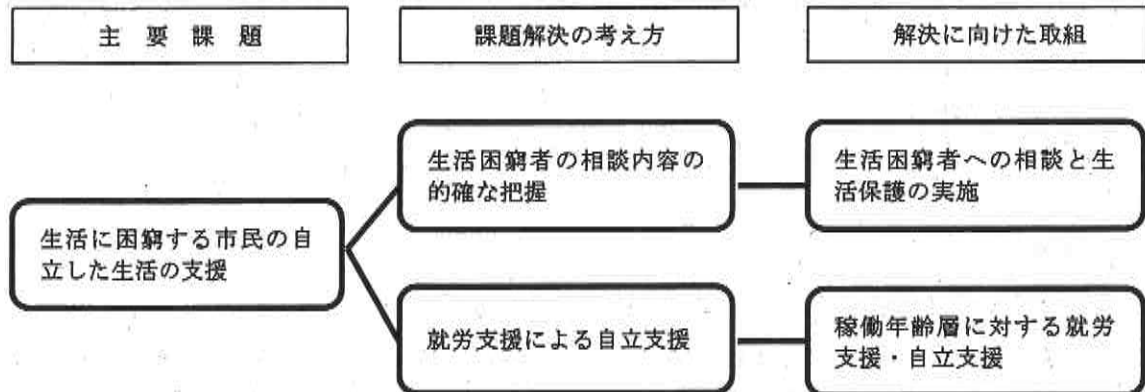 主要課題
課題解決の考え方
解決に向けた取組
生活に困窮する市民の自
立した生活の支援
生活困窮者の相談内容の
的確な把握
生活困窮者への相談と生
活保護の実施
就労支援による自立支援
稼働年齢層に対する就労
支援・自立支援